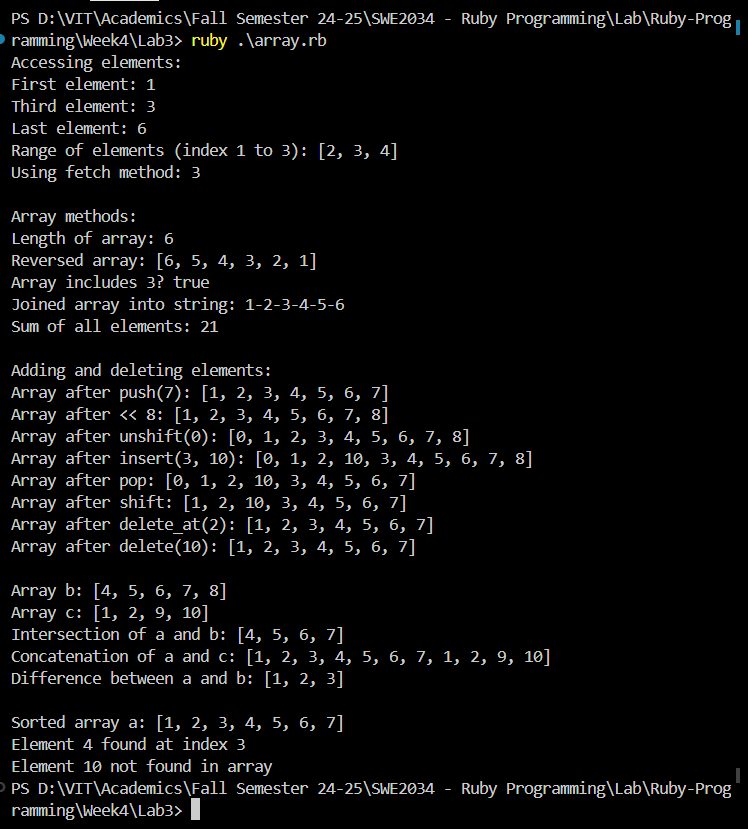 PS D:\VIT\Academics\Fall Semester 24-25\SWE2034 - Ruby Programming\Lab\Ruby-Prog
ramming\Week4\Lab3> ruby .\array.rb
Accessing elements:
First element: 1
Third element: 3
Last element: 6
Range of elements (index 1 to 3): [2, 3, 4]
Using fetch method: 3

Array methods:
Length of array: 6
Reversed array: [6, 5, 4, 3, 2, 1]
Array includes 3? true
Joined array into string: 1-2-3-4-5-6
Sum of all elements: 21

Adding and deleting elements:
Array after push(7): [1, 2, 3, 4, 5, 6, 7]
Array after << 8: [1, 2, 3, 4, 5, 6, 7, 8]
Array after unshift(0): [0, 1, 2, 3, 4, 5, 6, 7, 8]
Array after insert(3, 10): [0, 1, 2, 10, 3, 4, 5, 6, 7, 8]
Array after pop: [0, 1, 2, 10, 3, 4, 5, 6, 7]
Array after shift: [1, 2, 10, 3, 4, 5, 6, 7]
Array after delete_at(2): [1, 2, 3, 4, 5, 6, 7]
Array after delete(10): [1, 2, 3, 4, 5, 6, 7]

Array b: [4, 5, 6, 7, 8]
Array c: [1, 2, 9, 10]
Intersection of a and b: [4, 5, 6, 7]
Concatenation of a and c: [1, 2, 3, 4, 5, 6, 7, 1, 2, 9, 10]
Difference between a and b: [1, 2, 3]

Sorted array a: [1, 2, 3, 4, 5, 6, 7]
Element 4 found at index 3
Element 10 not found in array
PS D:\VIT\Academics\Fall Semester 24-25\SWE2034 - Ruby Programming\Lab\Ruby-Prog
ramming\Week4\Lab3>